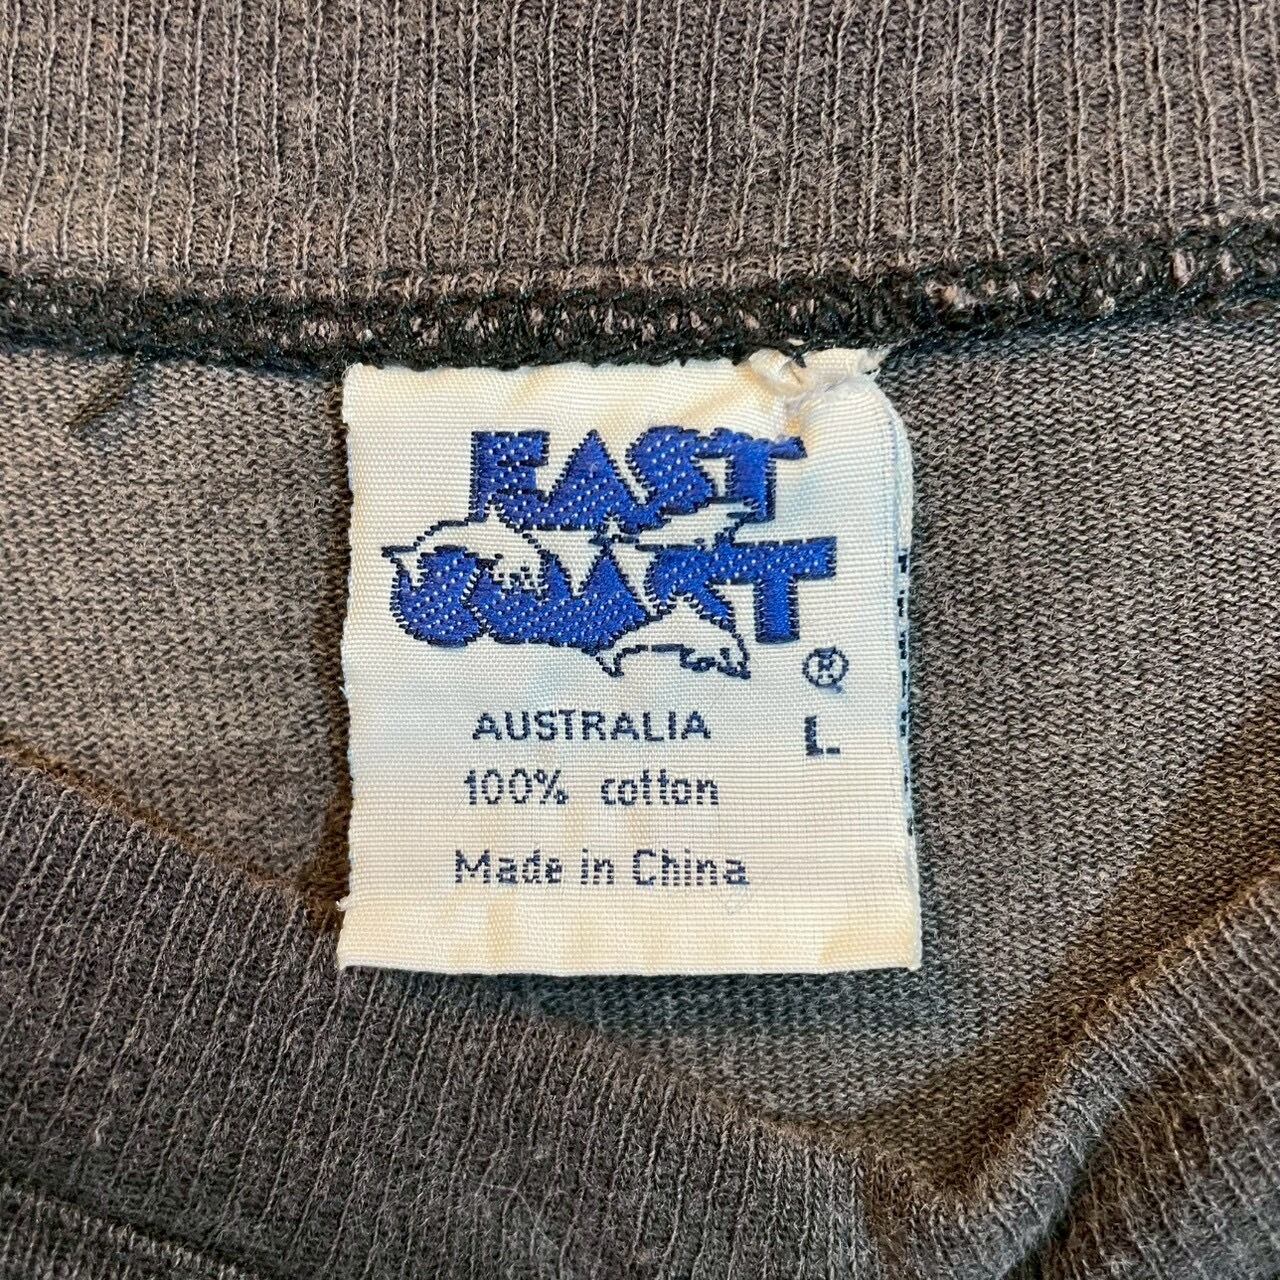 EAST
COAST
®
AUSTRALIA
L
100% cotton
Made in China